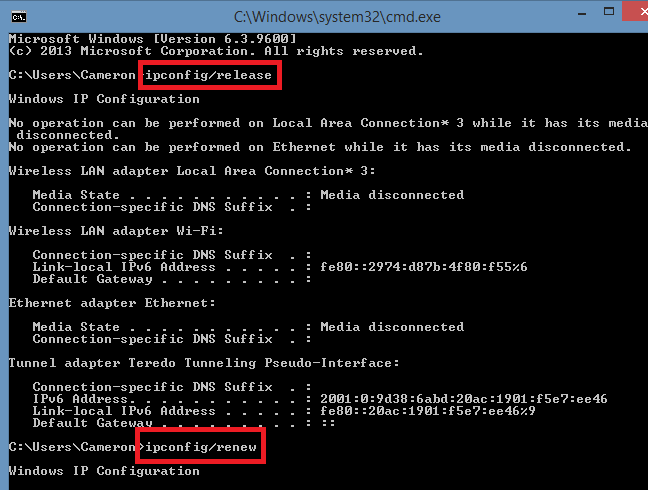 C:\Windows\system32\cmd.exe
Microsoft Windows [Version 6.3.9600]
(c) 2013 Microsoft Corporation. All rights reserved.
C:\Users\Cameron>ipconfig/release
Windows IP Configuration
No operation can be performed on Local Area Connection* 3 while it has its media
 disconnected.
No operation can be performed on Ethernet while it has its media disconnected.
Wireless LAN adapter Local Area Connection* 3:
   Media State . . . . . . . . . . . : Media disconnected
   Connection-specific DNS Suffix  . :
Wireless LAN adapter Wi-Fi:
   Connection-specific DNS Suffix  . :
   Link-local IPv6 Address . . . . . : fe80::2974:d87b:4f80:f55%6
   Default Gateway . . . . . . . . . :
Ethernet adapter Ethernet:
   Media State . . . . . . . . . . . : Media disconnected
   Connection-specific DNS Suffix  . :
Tunnel adapter Teredo Tunneling Pseudo-Interface:
   Connection-specific DNS Suffix  . :
   IPv6 Address. . . . . . . . . . . : 2001:0:9d38:6abd:20ac:1901:f5e7:ee46
   Link-local IPv6 Address . . . . . : fe80::20ac:1901:f5e7:ee46%9
   Default Gateway . . . . . . . . . : ::
C:\Users\Cameron>ipconfig/renew
Windows IP Configuration